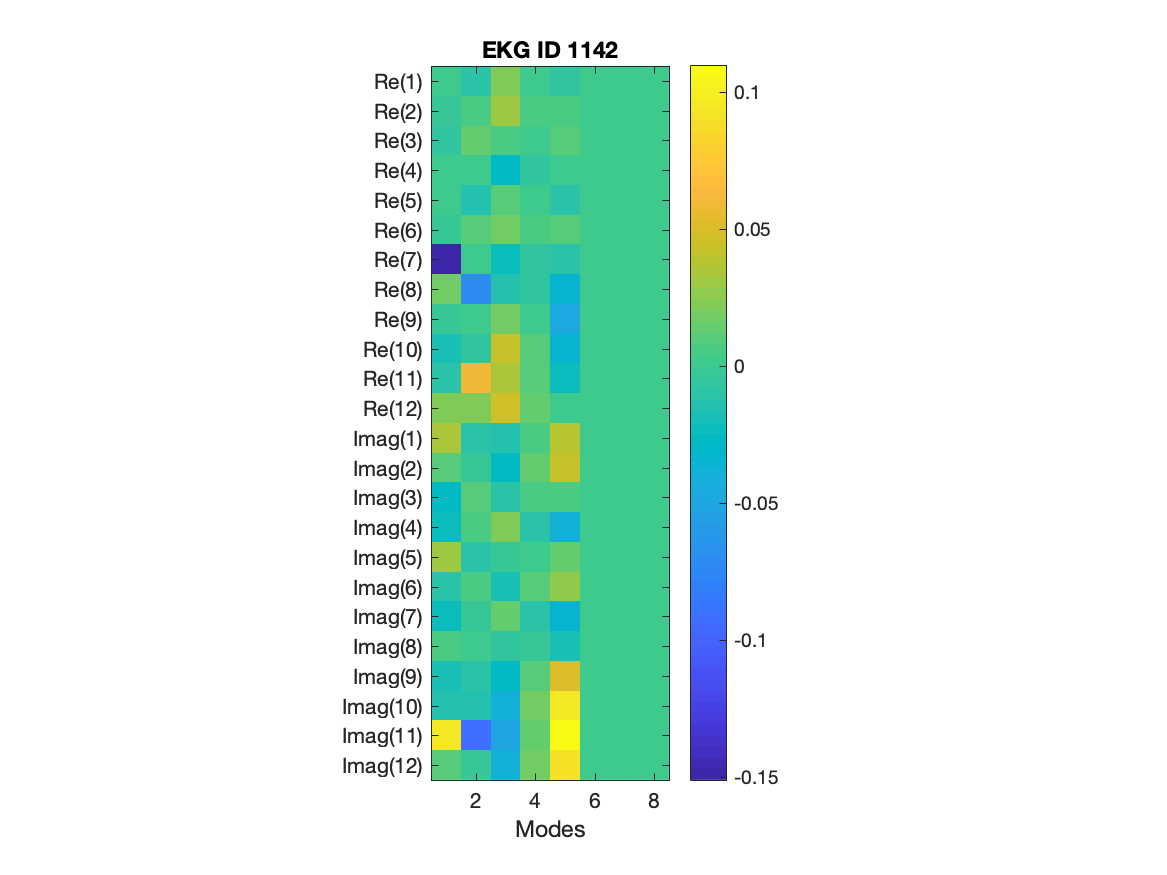 EKG ID 1142
Re(1)
Re(2)
Re(3)
Re(4)
Re(5)
Re(6)
Re(7)
Re(8)
Re(9)
Re(10)
Re(11)
Re(12)
Imag(1)
Imag(2)
Imag(3)
Imag(4)
Imag(5)
Imag(6)
Imag(7)
Imag(8)
Imag(9)
Imag(10)
Imag(11)
Imag(12)
2 4 6 8
Modes
0.1
0.05
0
-0.05
-0.1
-0.15